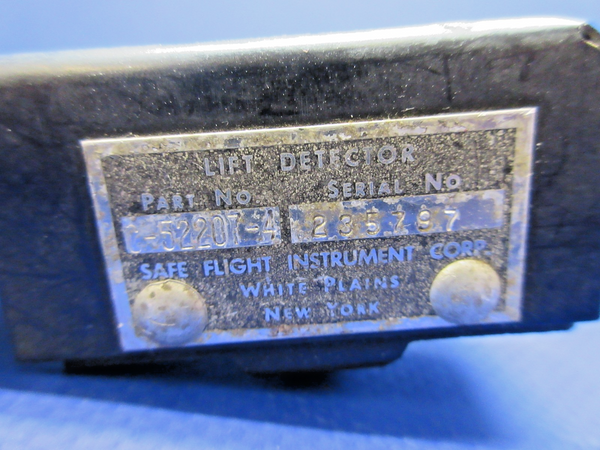 LIFT DETECTOR
PART NO. SERIAL NO.
C-52207-4 235797
SAFE FLIGHT INSTRUMENT CORP.
WHITE PLAINS
NEW YORK